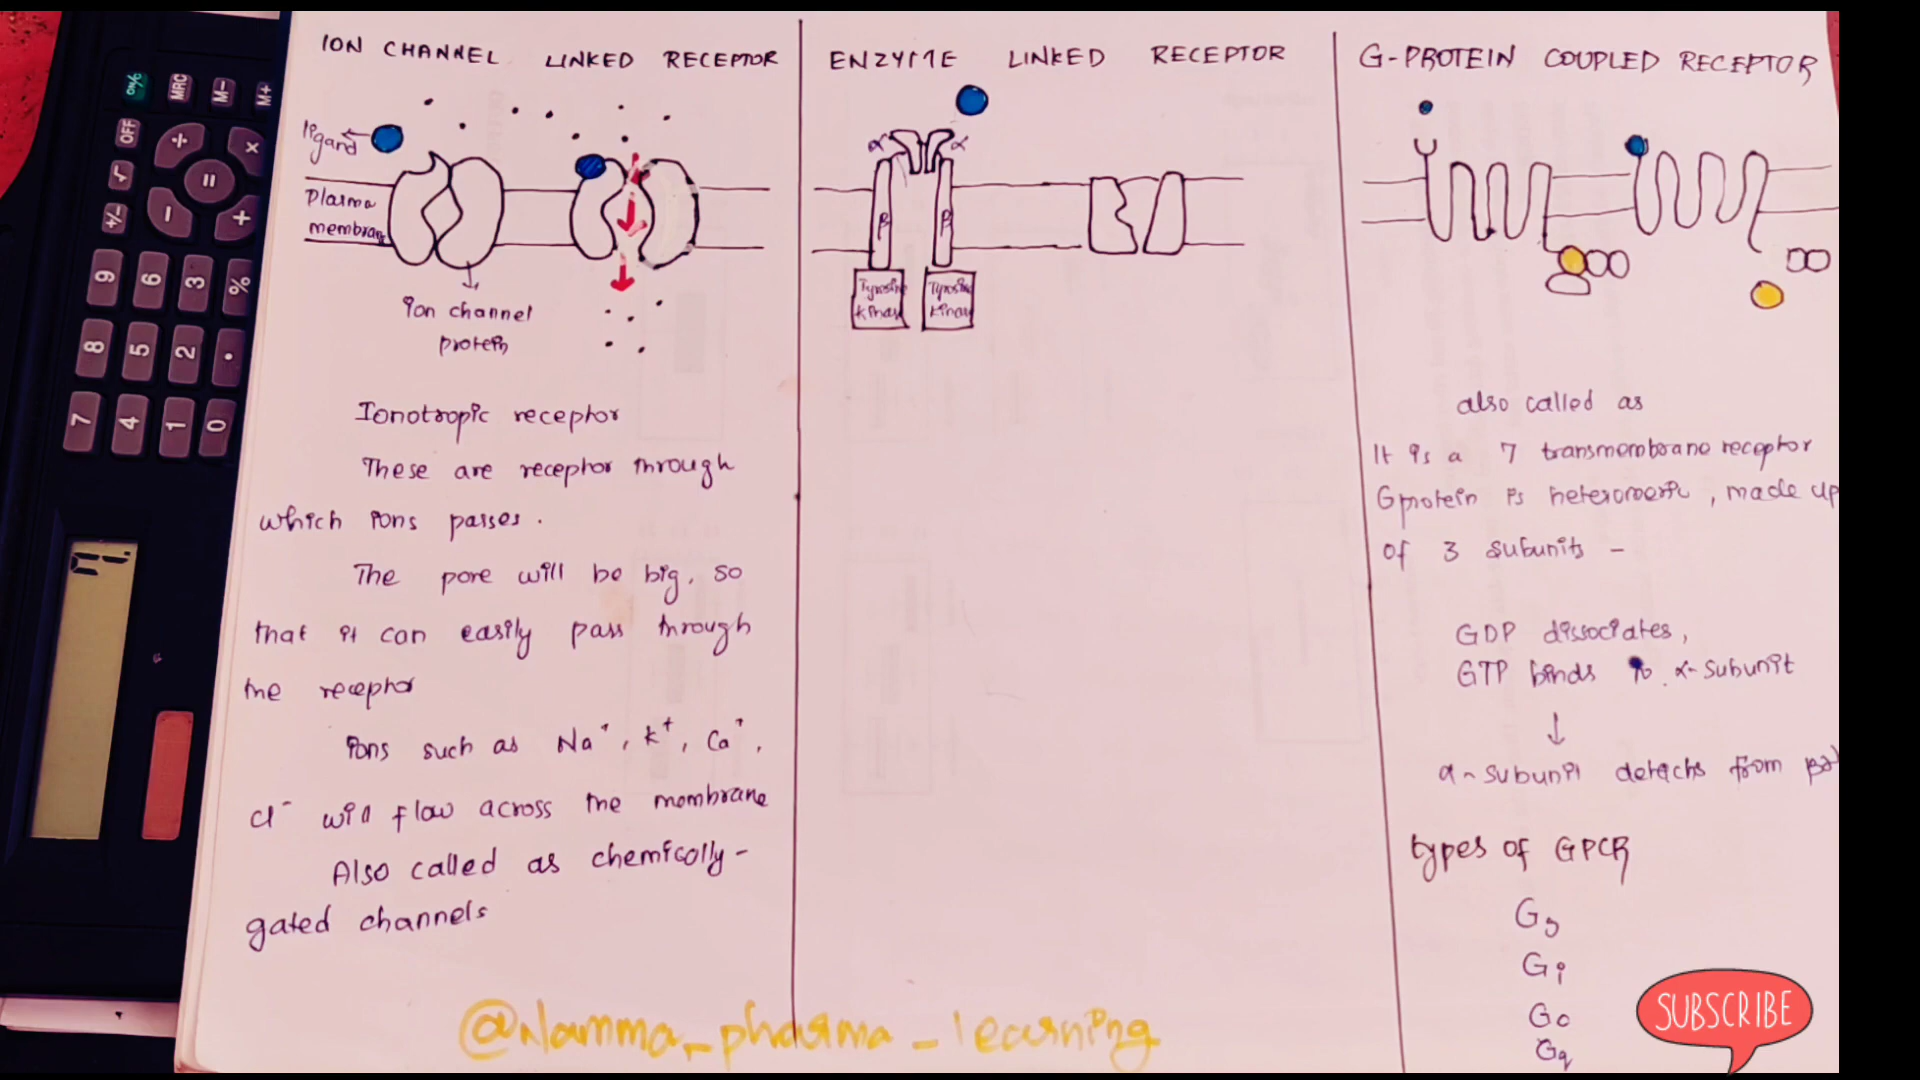 ION CHANNEL LINKED RECEPTOR
ligand
Plasma
membrane
Ion channel
protein
Ionotropic receptor
These are receptor through
which ions passes.
The pore will be big, so
that it can easily pass through
the receptor
Ions such as Na⁺, K⁺, Ca⁺,
Cl⁻ will flow across the membrane
Also called as chemically-
gated channels
ENZYME LINKED RECEPTOR
α α
β β
Tyrosine Tyrosine
kinase kinase
G-PROTEIN COUPLED RECEPTOR
also called as
It is a 7 transmembrane receptor
G protein is heteromeric, made up
of 3 subunits -
GDP dissociates,
GTP binds to α-subunit
↓
α-subunit detachs from βγ
types of GPCR
Gs
Gi
Go
Gq
@Namma_pharma_learning
SUBSCRIBE
ON/C MRC M- M+
OFF ÷ ×
√ =
+/- - +
9 6 3 %
8 5 2 .
7 4 1 0